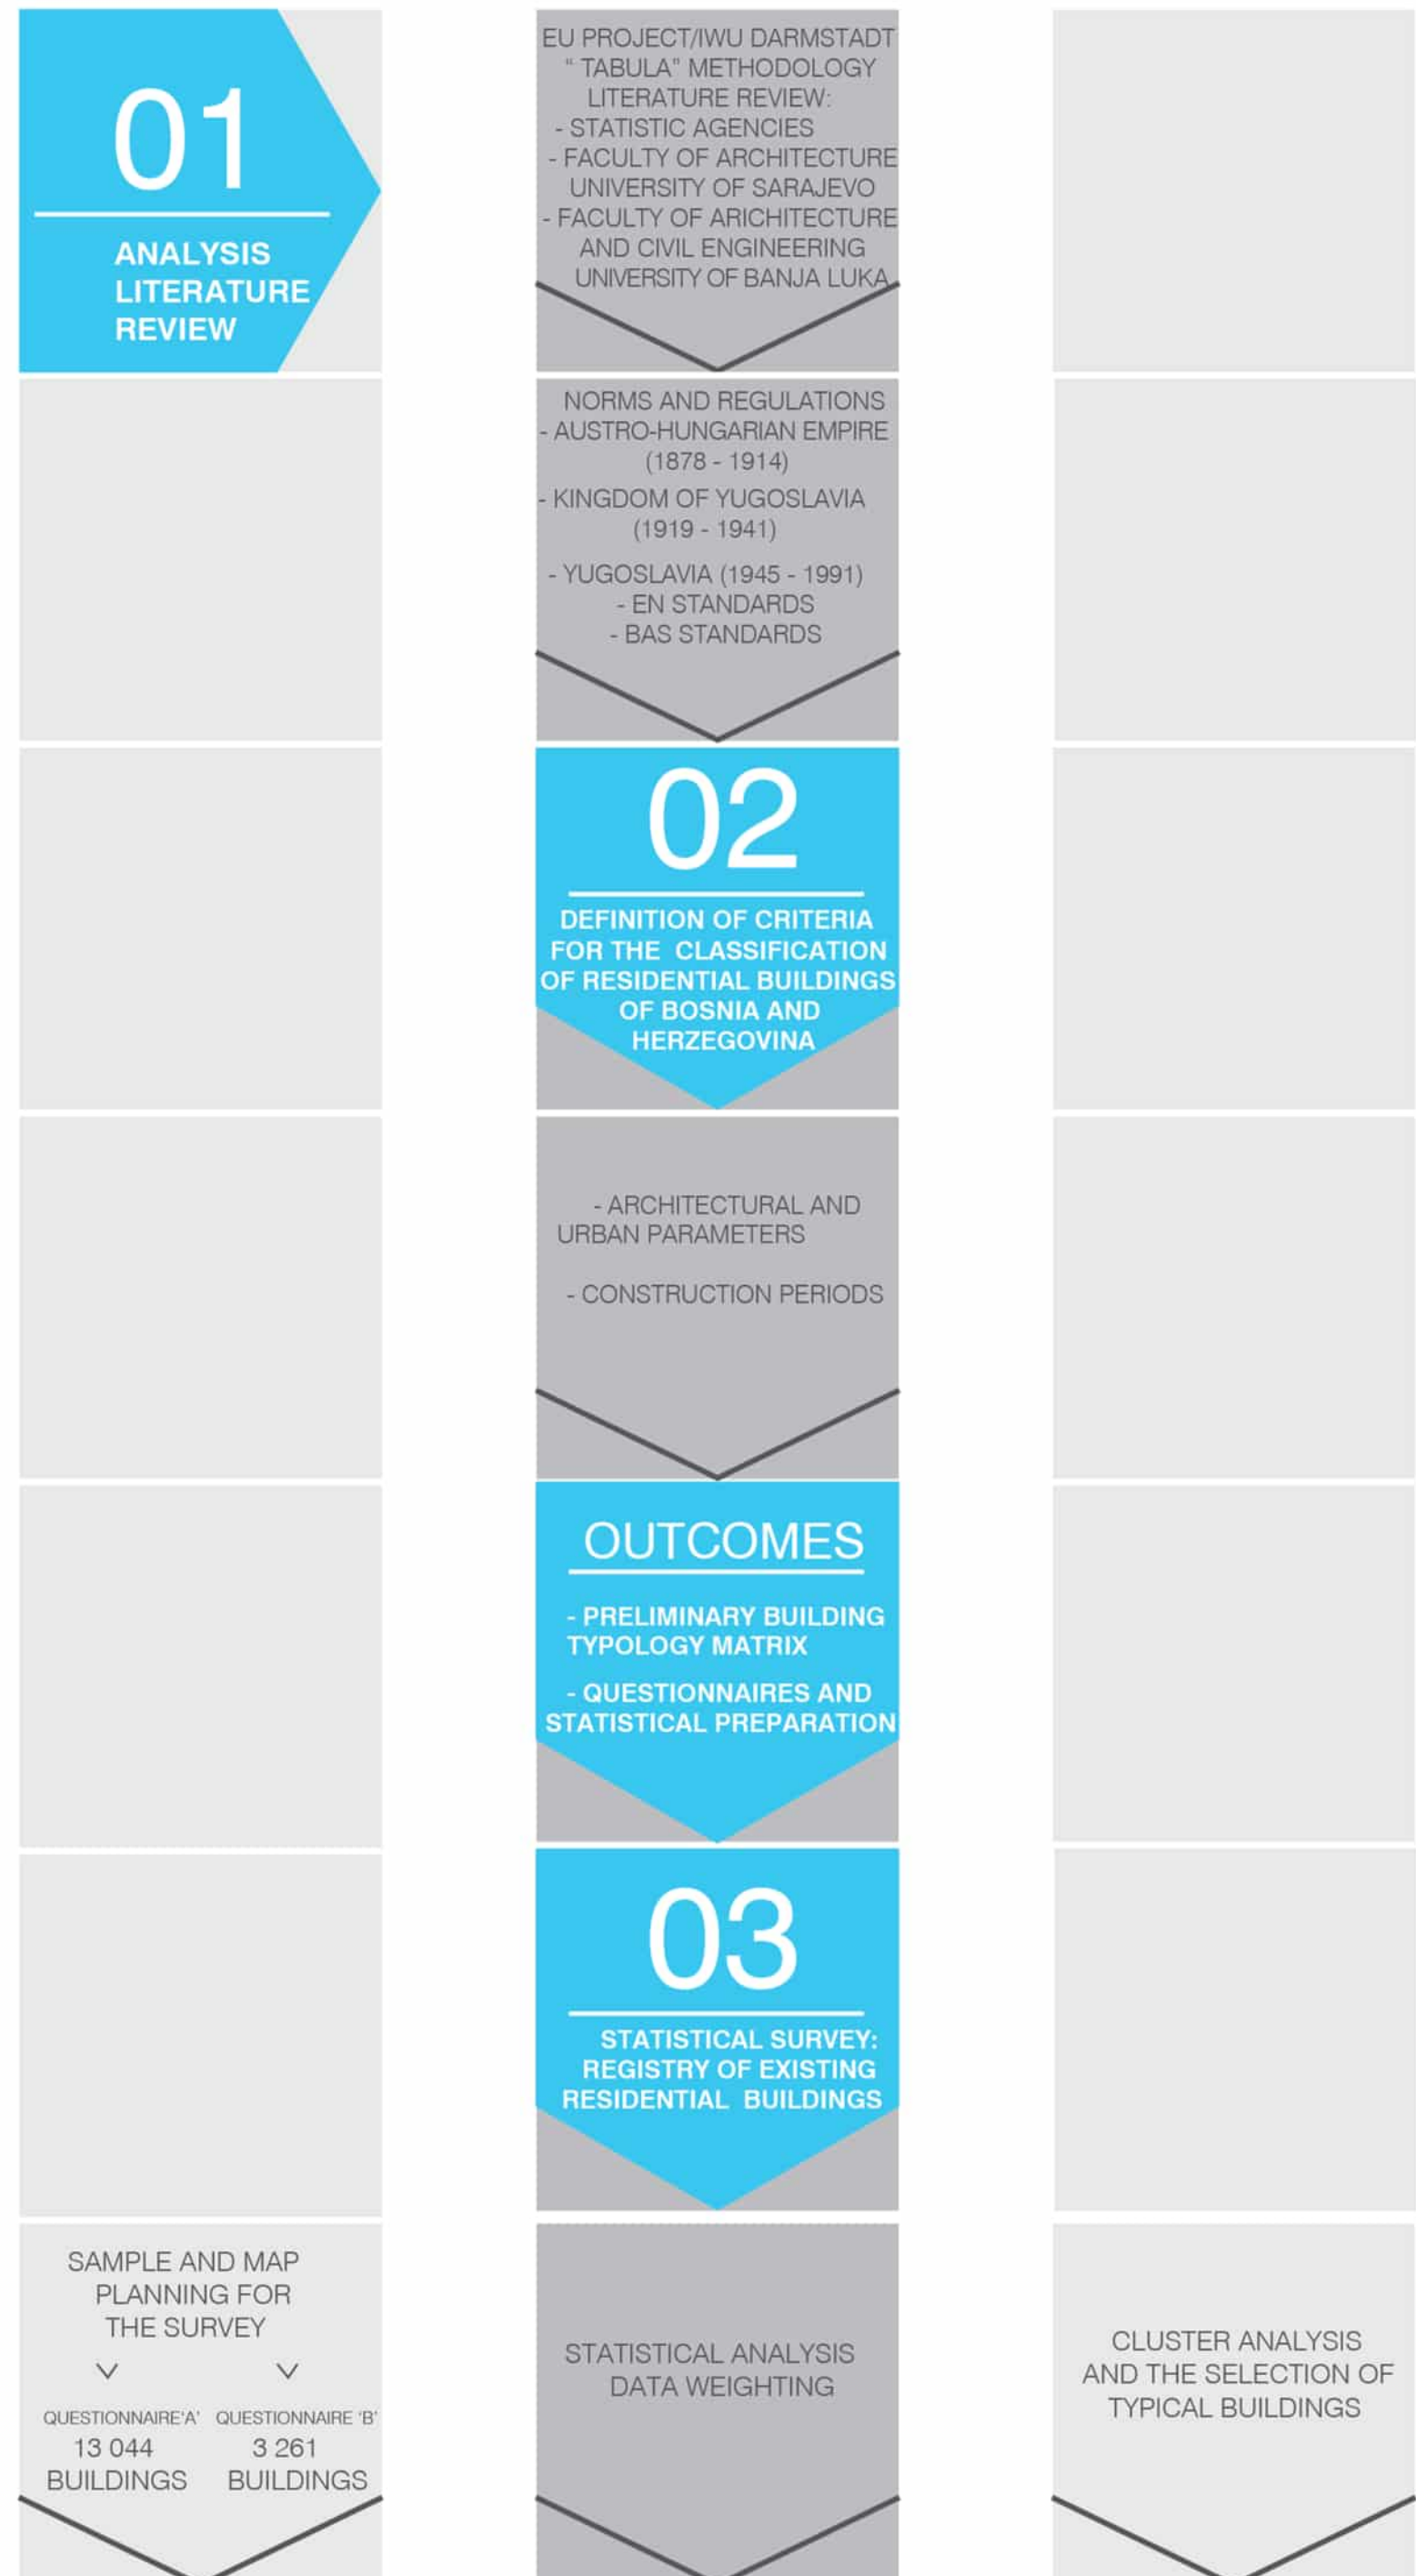 01
ANALYSIS
LITERATURE
REVIEW
EU PROJECT/IWU DARMSTADT
“ TABULA” METHODOLOGY
LITERATURE REVIEW:
- STATISTIC AGENCIES
- FACULTY OF ARCHITECTURE
UNIVERSITY OF SARAJEVO
- FACULTY OF ARICHITECTURE
AND CIVIL ENGINEERING
UNIVERSITY OF BANJA LUKA
NORMS AND REGULATIONS
- AUSTRO-HUNGARIAN EMPIRE
(1878 - 1914)
- KINGDOM OF YUGOSLAVIA
(1919 - 1941)
- YUGOSLAVIA (1945 - 1991)
- EN STANDARDS
- BAS STANDARDS
02
DEFINITION OF CRITERIA
FOR THE CLASSIFICATION
OF RESIDENTIAL BUILDINGS
OF BOSNIA AND
HERZEGOVINA
- ARCHITECTURAL AND
URBAN PARAMETERS
- CONSTRUCTION PERIODS
OUTCOMES
- PRELIMINARY BUILDING
TYPOLOGY MATRIX
- QUESTIONNAIRES AND
STATISTICAL PREPARATION
03
STATISTICAL SURVEY:
REGISTRY OF EXISTING
RESIDENTIAL BUILDINGS
SAMPLE AND MAP
PLANNING FOR
THE SURVEY
QUESTIONNAIRE'A'
13 044
BUILDINGS
QUESTIONNAIRE 'B'
3 261
BUILDINGS
STATISTICAL ANALYSIS
DATA WEIGHTING
CLUSTER ANALYSIS
AND THE SELECTION OF
TYPICAL BUILDINGS